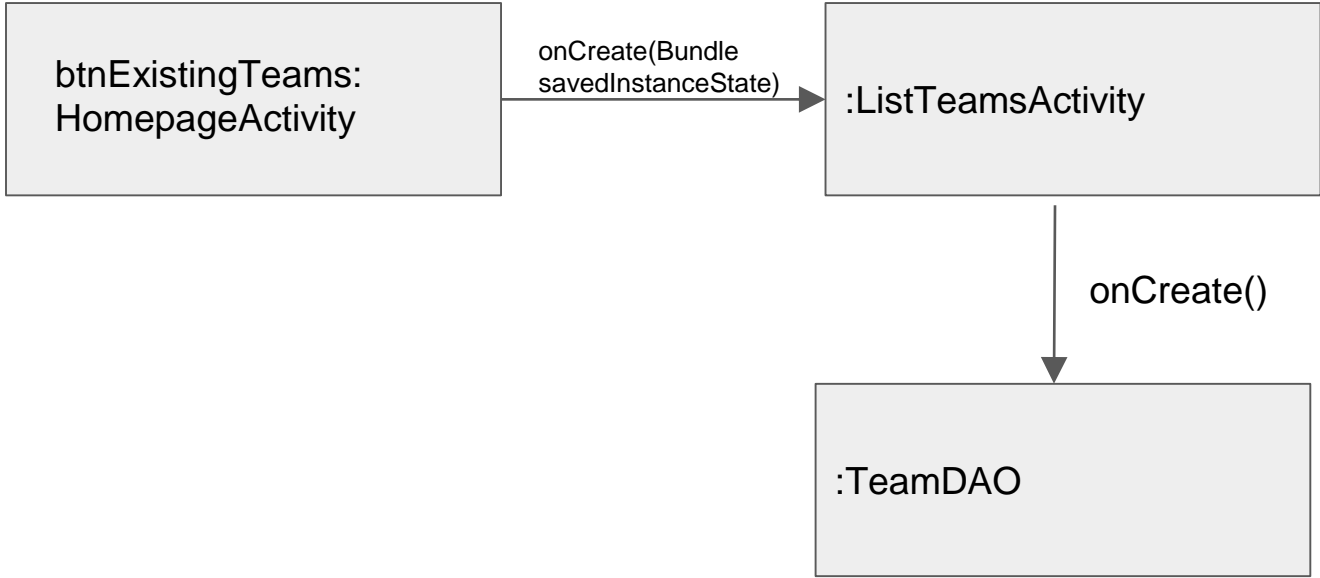 btnExistingTeams:
HomepageActivity
onCreate(Bundle
savedInstanceState)
:ListTeamsActivity
onCreate()
:TeamDAO